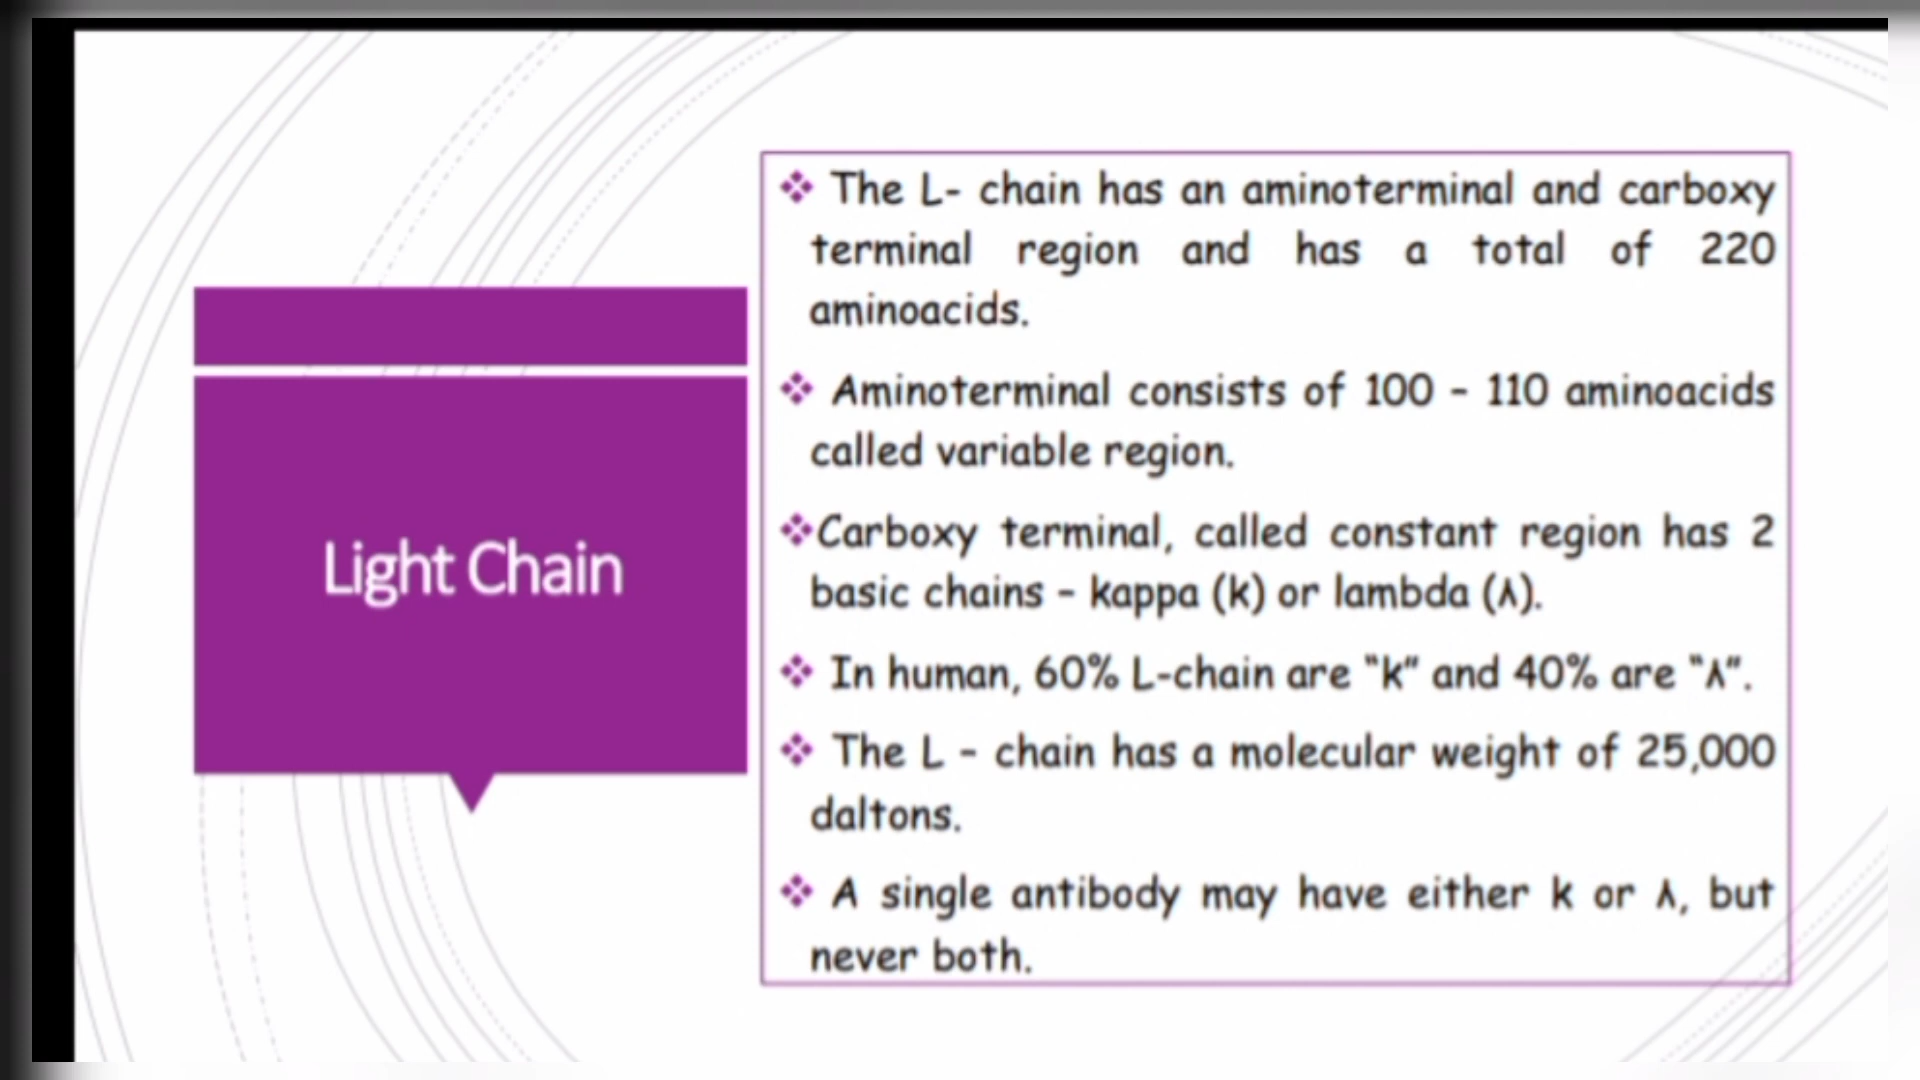 Light Chain
The L- chain has an aminoterminal and carboxy
terminal region and has a total of 220
aminoacids.
Aminoterminal consists of 100 – 110 aminoacids
called variable region.
Carboxy terminal, called constant region has 2
basic chains – kappa (k) or lambda (λ).
In human, 60% L-chain are “k” and 40% are “λ”.
The L – chain has a molecular weight of 25,000
daltons.
A single antibody may have either k or λ, but
never both.